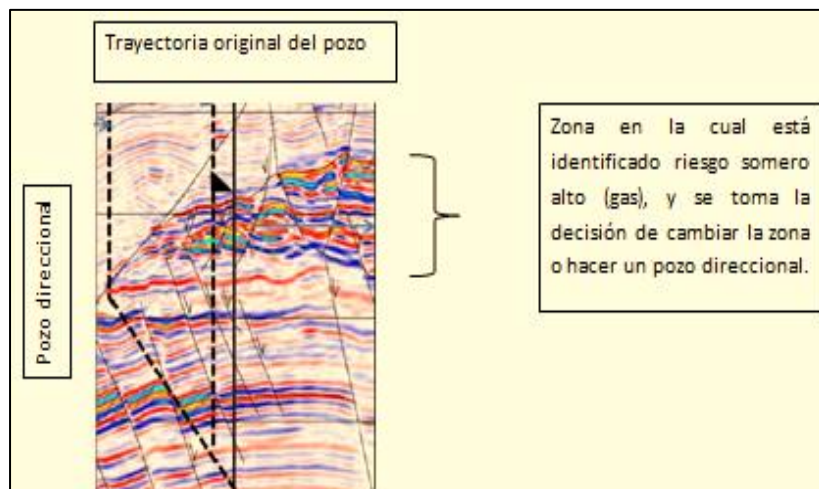 Trayectoria original del pozo
Pozo direccional
Zona en la cual está
identificado riesgo somero
alto (gas), y se toma la
decisión de cambiar la zona
o hacer un pozo direccional.